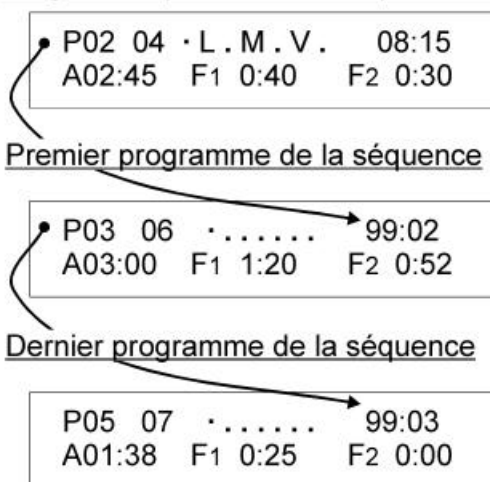 P02 04 ·L.M.V. 08:15
A02:45 F1 0:40 F2 0:30
Premier programme de la séquence
P03 06 ·...... 99:02
A03:00 F1 1:20 F2 0:52
Dernier programme de la séquence
P05 07 ·...... 99:03
A01:38 F1 0:25 F2 0:00